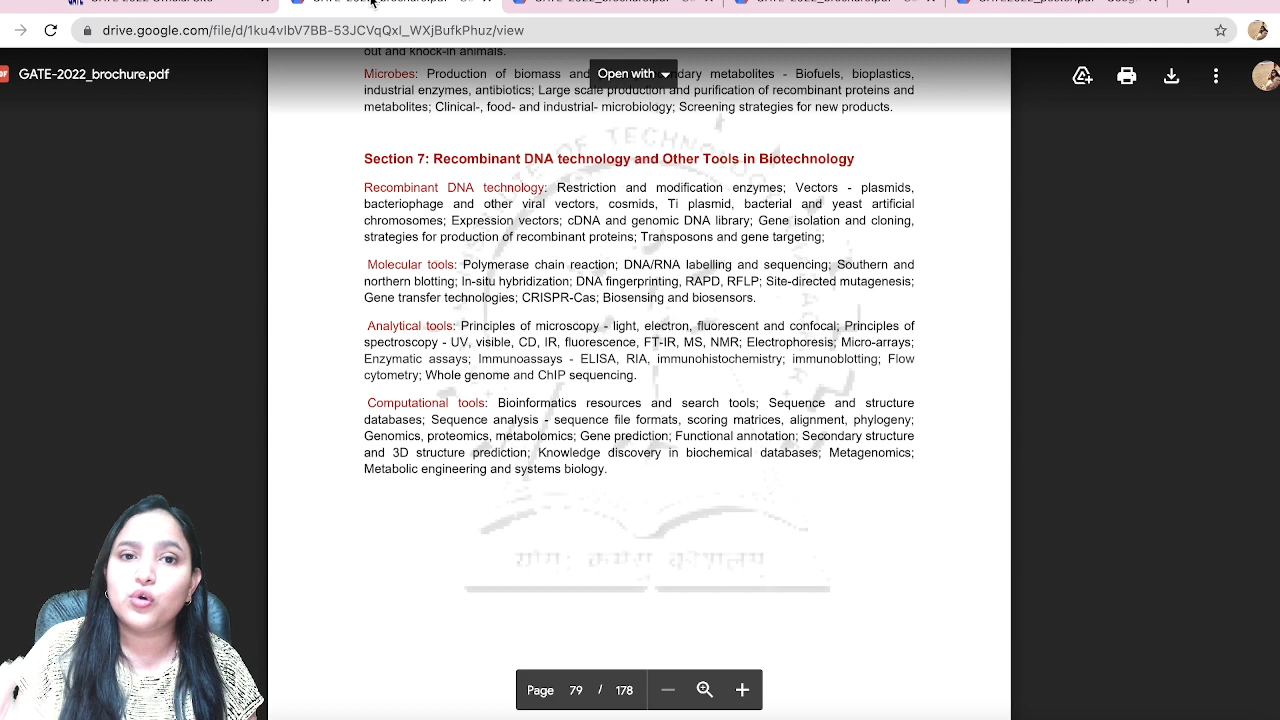 drive.google.com/file/d/1ku4vIbV7BB-53JCVqQxI_WXjBufkPhuz/view
GATE-2022_brochure.pdf
Open with
out and knock-in animals.
Microbes: Production of biomass and secondary metabolites - Biofuels, bioplastics,
industrial enzymes, antibiotics; Large scale production and purification of recombinant proteins and
metabolites; Clinical-, food- and industrial- microbiology; Screening strategies for new products.
Section 7: Recombinant DNA technology and Other Tools in Biotechnology
Recombinant DNA technology: Restriction and modification enzymes; Vectors - plasmids,
bacteriophage and other viral vectors, cosmids, Ti plasmid, bacterial and yeast artificial
chromosomes; Expression vectors; cDNA and genomic DNA library; Gene isolation and cloning,
strategies for production of recombinant proteins; Transposons and gene targeting;
Molecular tools: Polymerase chain reaction; DNA/RNA labelling and sequencing; Southern and
northern blotting; In-situ hybridization; DNA fingerprinting, RAPD, RFLP; Site-directed mutagenesis;
Gene transfer technologies; CRISPR-Cas; Biosensing and biosensors.
Analytical tools: Principles of microscopy - light, electron, fluorescent and confocal; Principles of
spectroscopy - UV, visible, CD, IR, fluorescence, FT-IR, MS, NMR; Electrophoresis; Micro-arrays;
Enzymatic assays; Immunoassays - ELISA, RIA, immunohistochemistry; immunoblotting; Flow
cytometry; Whole genome and ChIP sequencing.
Computational tools: Bioinformatics resources and search tools; Sequence and structure
databases; Sequence analysis - sequence file formats, scoring matrices, alignment, phylogeny;
Genomics, proteomics, metabolomics; Gene prediction; Functional annotation; Secondary structure
and 3D structure prediction; Knowledge discovery in biochemical databases; Metagenomics;
Metabolic engineering and systems biology.
Page 79 / 178